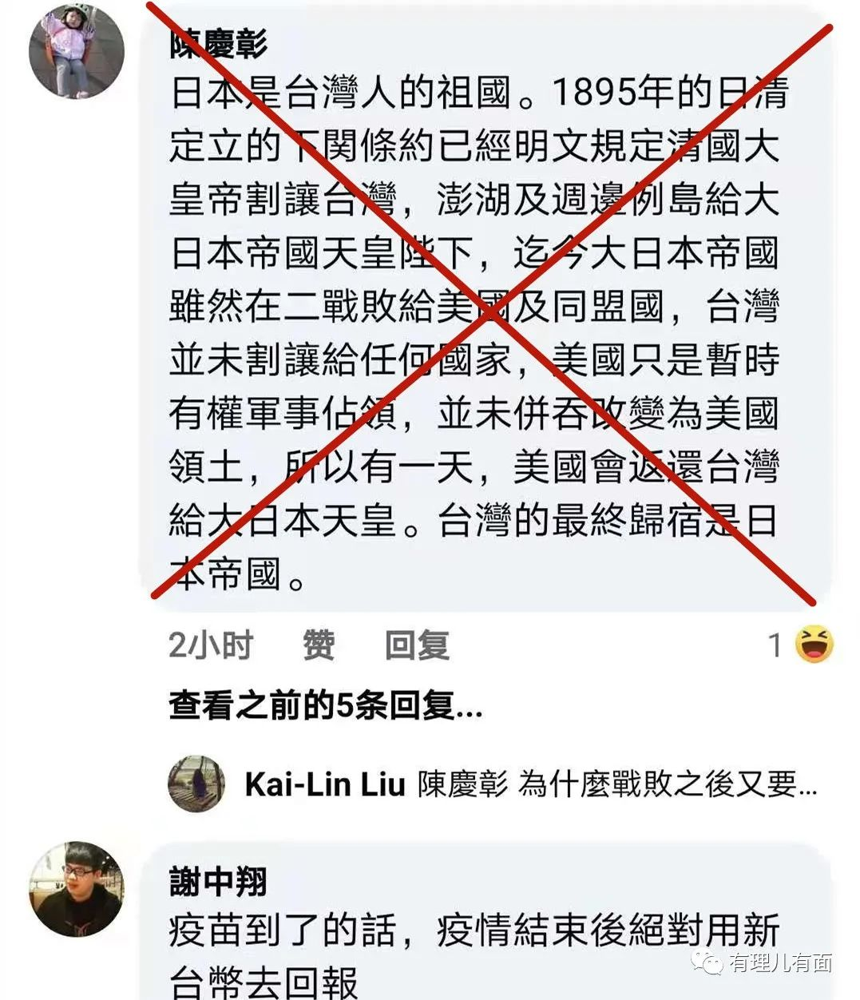 陳慶彰
日本是台灣人的祖國。1895年的日清
定立的下関條約已經明文規定清國大
皇帝割讓台灣，澎湖及週邊例島給大
日本帝國天皇陛下，迄今大日本帝國
雖然在二戰敗給美國及同盟國，台灣
並未割讓給任何國家，美國只是暫時
有權軍事佔領，並未併吞改變為美國
領土，所以有一天，美國會返還台灣
給大日本天皇。台灣的最終歸宿是日
本帝國。
2小时 赞 回复 1
查看之前的5条回复...
Kai-Lin Liu 陳慶彰 為什麼戰敗之後又要...
謝中翔
疫苗到了的話，疫情結束後絕對用新
台幣去回報
有理儿有面